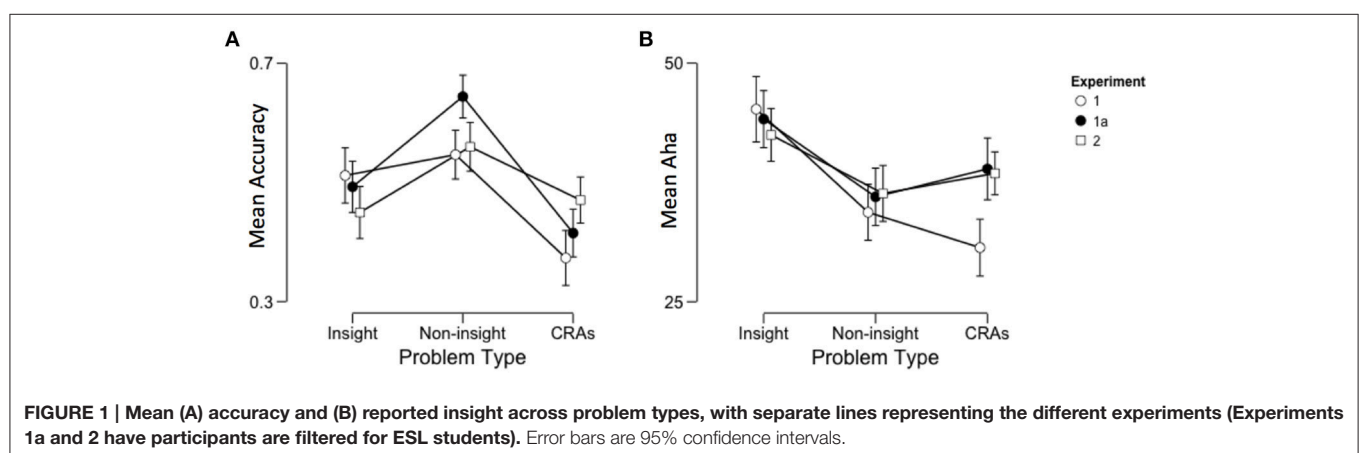 A
B
0.7
Mean Accuracy
0.3
Insight
Non-insight
CRAs
Problem Type
50
Mean Aha
25
Insight
Non-insight
CRAs
Problem Type
Experiment
1
1a
2
FIGURE 1 | Mean (A) accuracy and (B) reported insight across problem types, with separate lines representing the different experiments (Experiments
1a and 2 have participants are filtered for ESL students). Error bars are 95% confidence intervals.